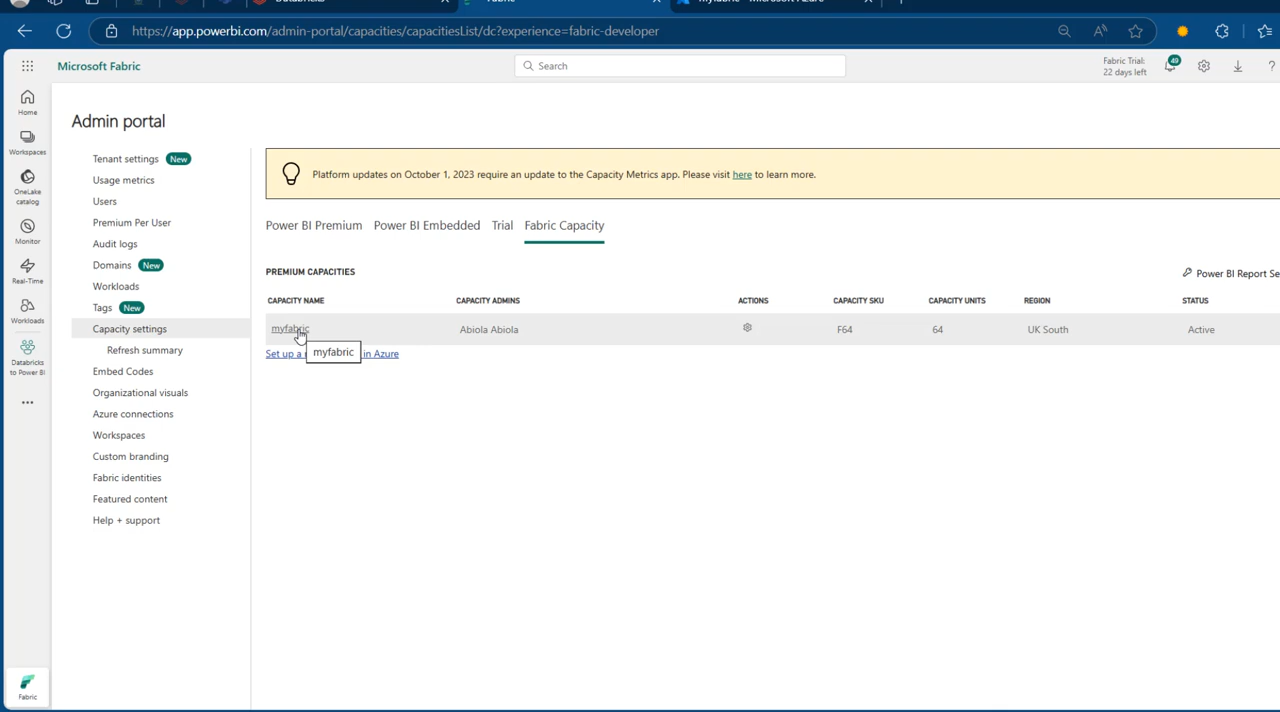 https://app.powerbi.com/admin-portal/capacities/capacitiesList/dc?experience=fabric-developer
Microsoft Fabric
Search
Fabric Trial:
22 days left
49
?
Home
Workspaces
OneLake
catalog
Monitor
Real-Time
Workloads
Databricks
to Power BI
Fabric
Admin portal
Tenant settings New
Usage metrics
Users
Premium Per User
Audit logs
Domains New
Workloads
Tags New
Capacity settings
Refresh summary
Embed Codes
Organizational visuals
Azure connections
Workspaces
Custom branding
Fabric identities
Featured content
Help + support
Platform updates on October 1, 2023 require an update to the Capacity Metrics app. Please visit here to learn more.
Power BI Premium Power BI Embedded Trial Fabric Capacity
PREMIUM CAPACITIES
Power BI Report Se
CAPACITY NAME CAPACITY ADMINS ACTIONS CAPACITY SKU CAPACITY UNITS REGION STATUS
myfabric Abiola Abiola F64 64 UK South Active
Set up a in Azure
myfabric